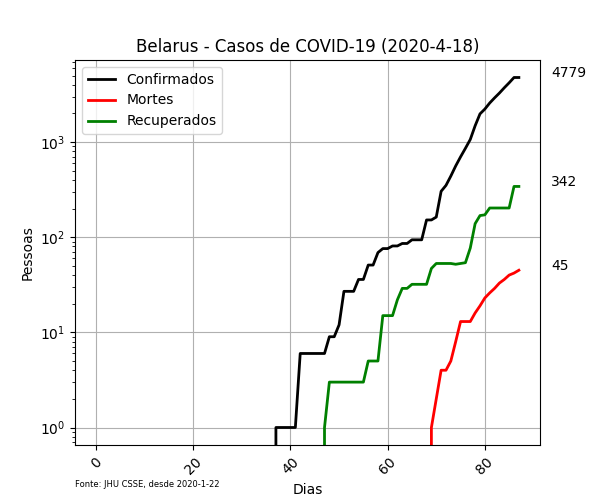 Belarus - Casos de COVID-19 (2020-4-18)
Confirmados
Mortes
Recuperados
4779
342
45
10³
10²
10¹
10⁰
Pessoas
0
20
40
60
80
Dias
Fonte: JHU CSSE, desde 2020-1-22